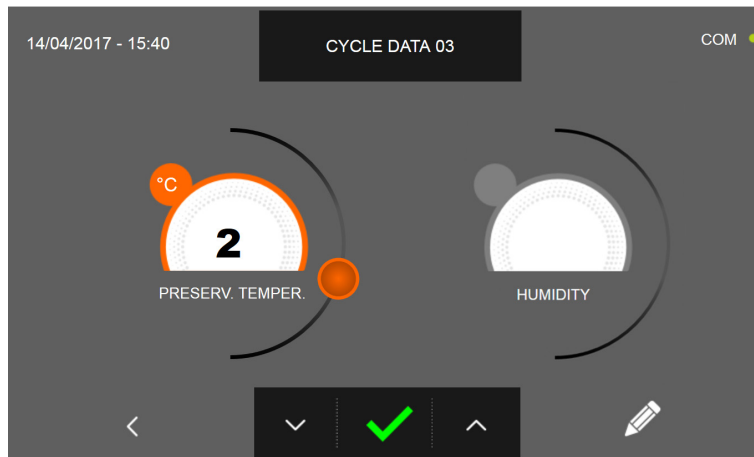 14/04/2017 - 15:40
CYCLE DATA 03
COM
°C
2
PRESERV. TEMPER.
HUMIDITY